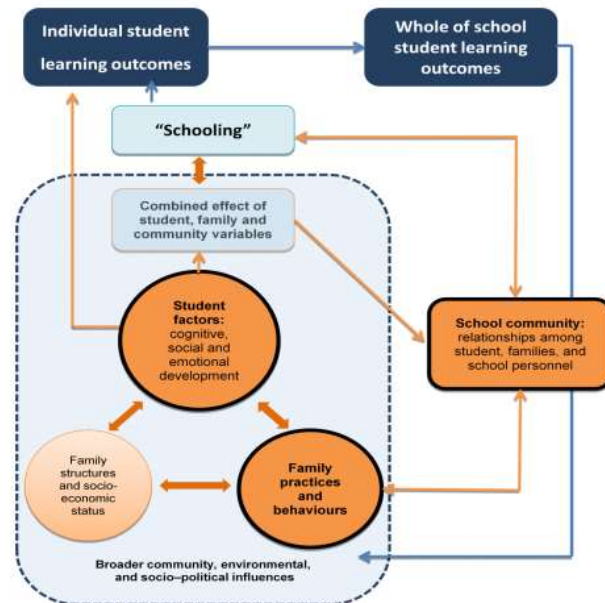 Individual student
learning outcomes
Whole of school
student learning
outcomes
“Schooling”
Combined effect of
student, family and
community variables
Student
factors:
cognitive,
social and
emotional
development
School community:
relationships among
student, families, and
school personnel
Family
structures
and socio-
economic
status
Family
practices
and
behaviours
Broader community, environmental,
and socio–political influences